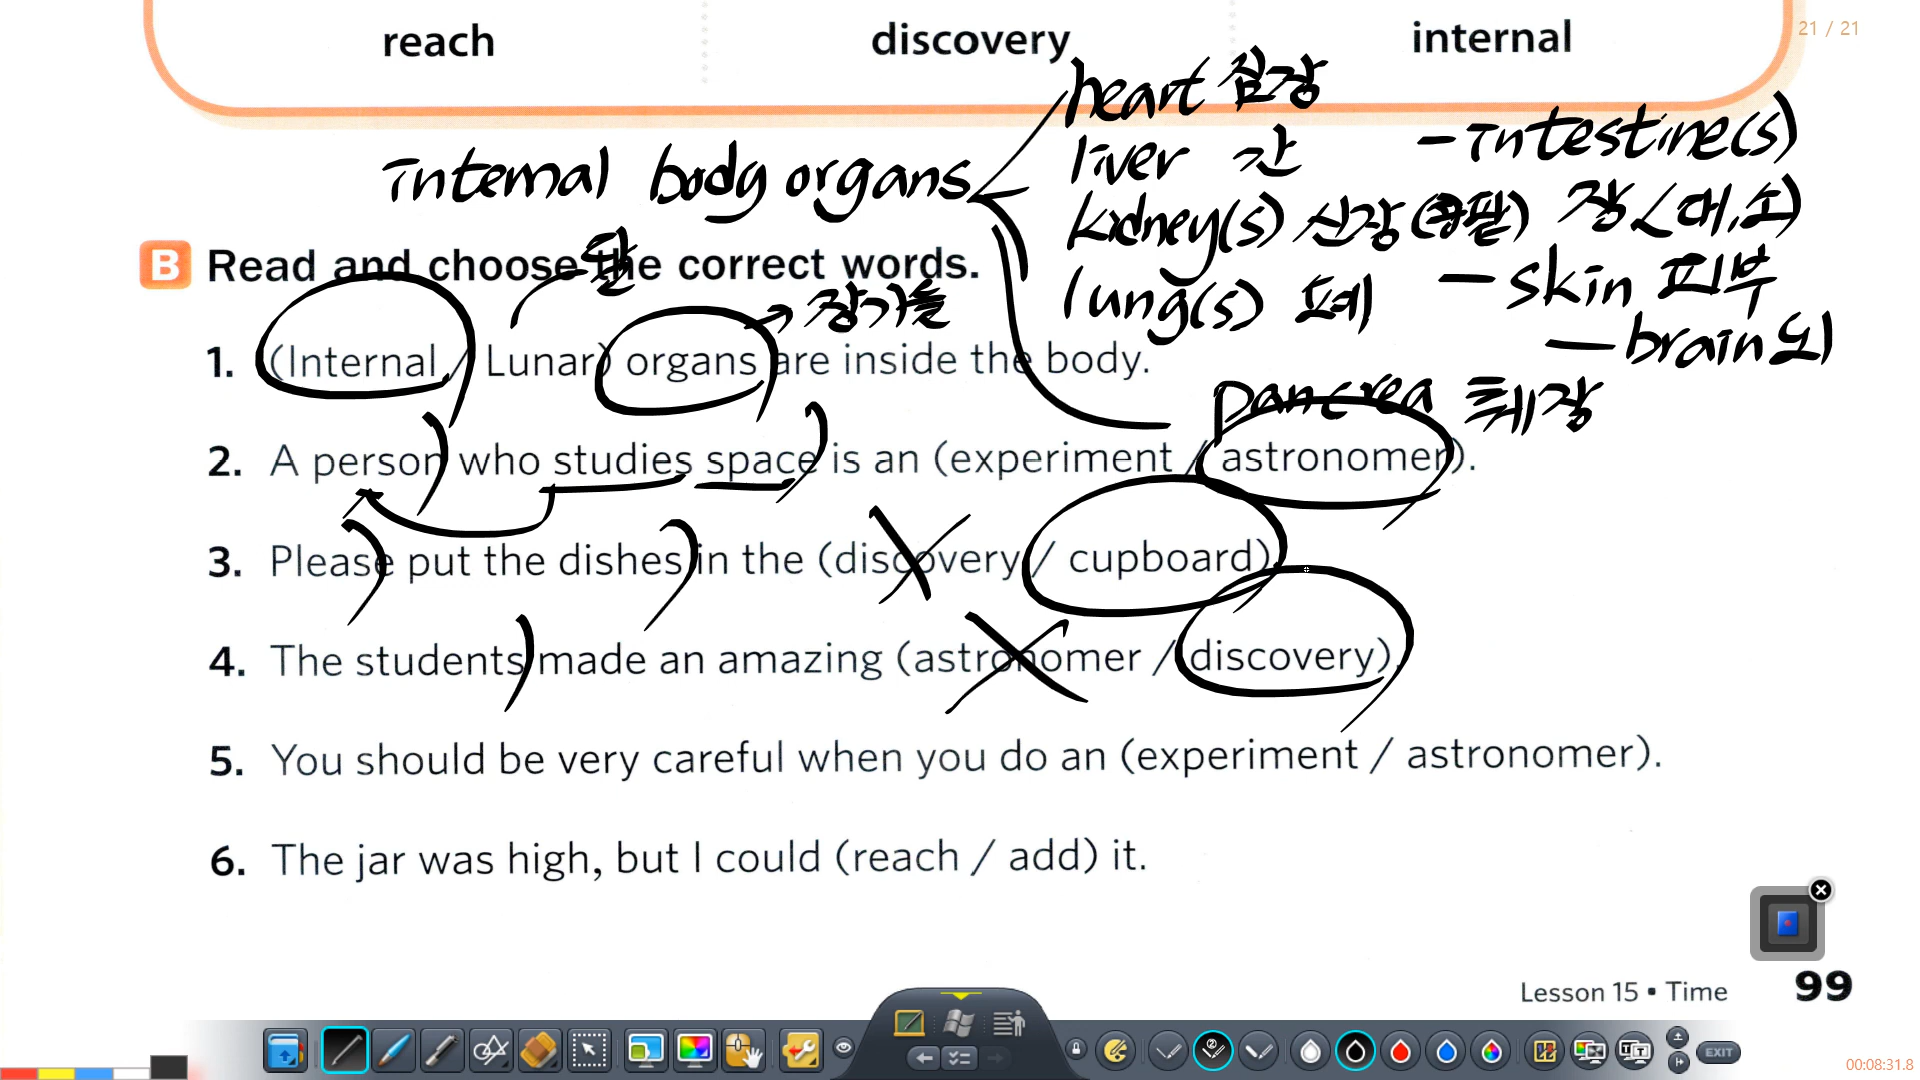 reach discovery internal
21 / 21
heart 심장
Internal body organs
liver 간
- Intestine(s)
kidney(s) 신장(콩팥)
장 < 대, 소)
lung(s) 폐
- skin 피부
- brain 뇌
pancrea 췌장
B Read and choose the correct words.
달
장기들
1. (Internal / Lunar) organs are inside the body.
2. A person who studies space is an (experiment / astronomer).
3. Please put the dishes in the (discovery / cupboard).
4. The students made an amazing (astronomer / discovery).
5. You should be very careful when you do an (experiment / astronomer).
6. The jar was high, but I could (reach / add) it.
Lesson 15 • Time 99
EXIT
00:08:31.8